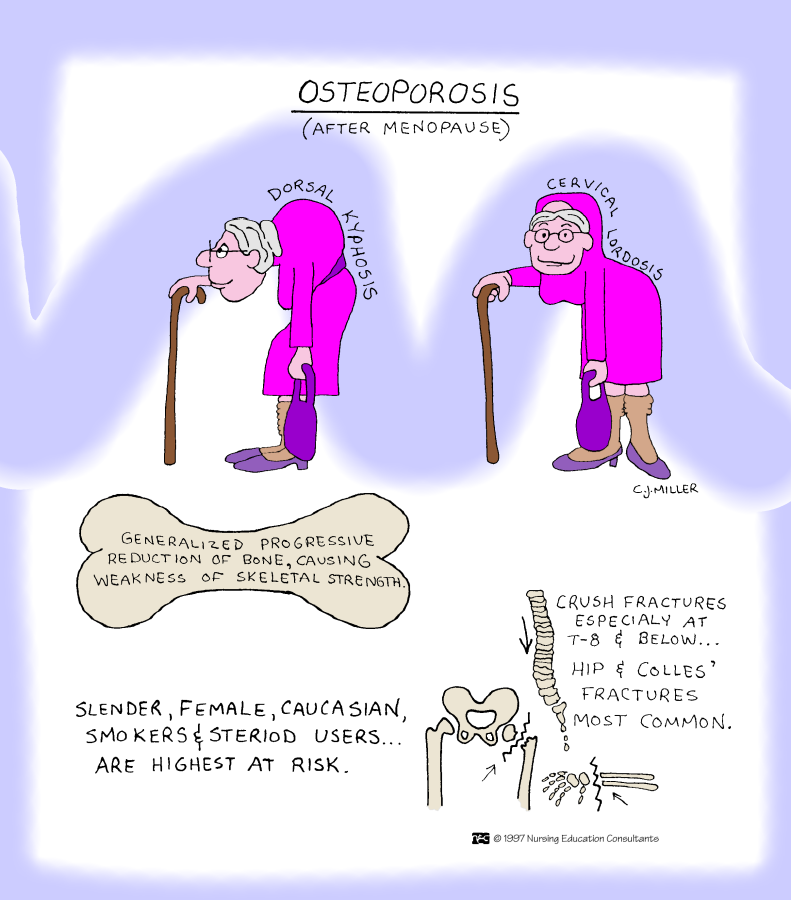 OSTEOPOROSIS
(AFTER MENOPAUSE)
DORSAL KYPHOSIS
CERVICAL LORDOSIS
C.J.MILLER
GENERALIZED PROGRESSIVE
REDUCTION OF BONE, CAUSING
WEAKNESS OF SKELETAL STRENGTH.
CRUSH FRACTURES
ESPECIALY AT
T-8 & BELOW...
HIP & COLLES'
FRACTURES
MOST COMMON.
SLENDER, FEMALE, CAUCASIAN,
SMOKERS & STERIOD USERS...
ARE HIGHEST AT RISK.
NEC © 1997 Nursing Education Consultants